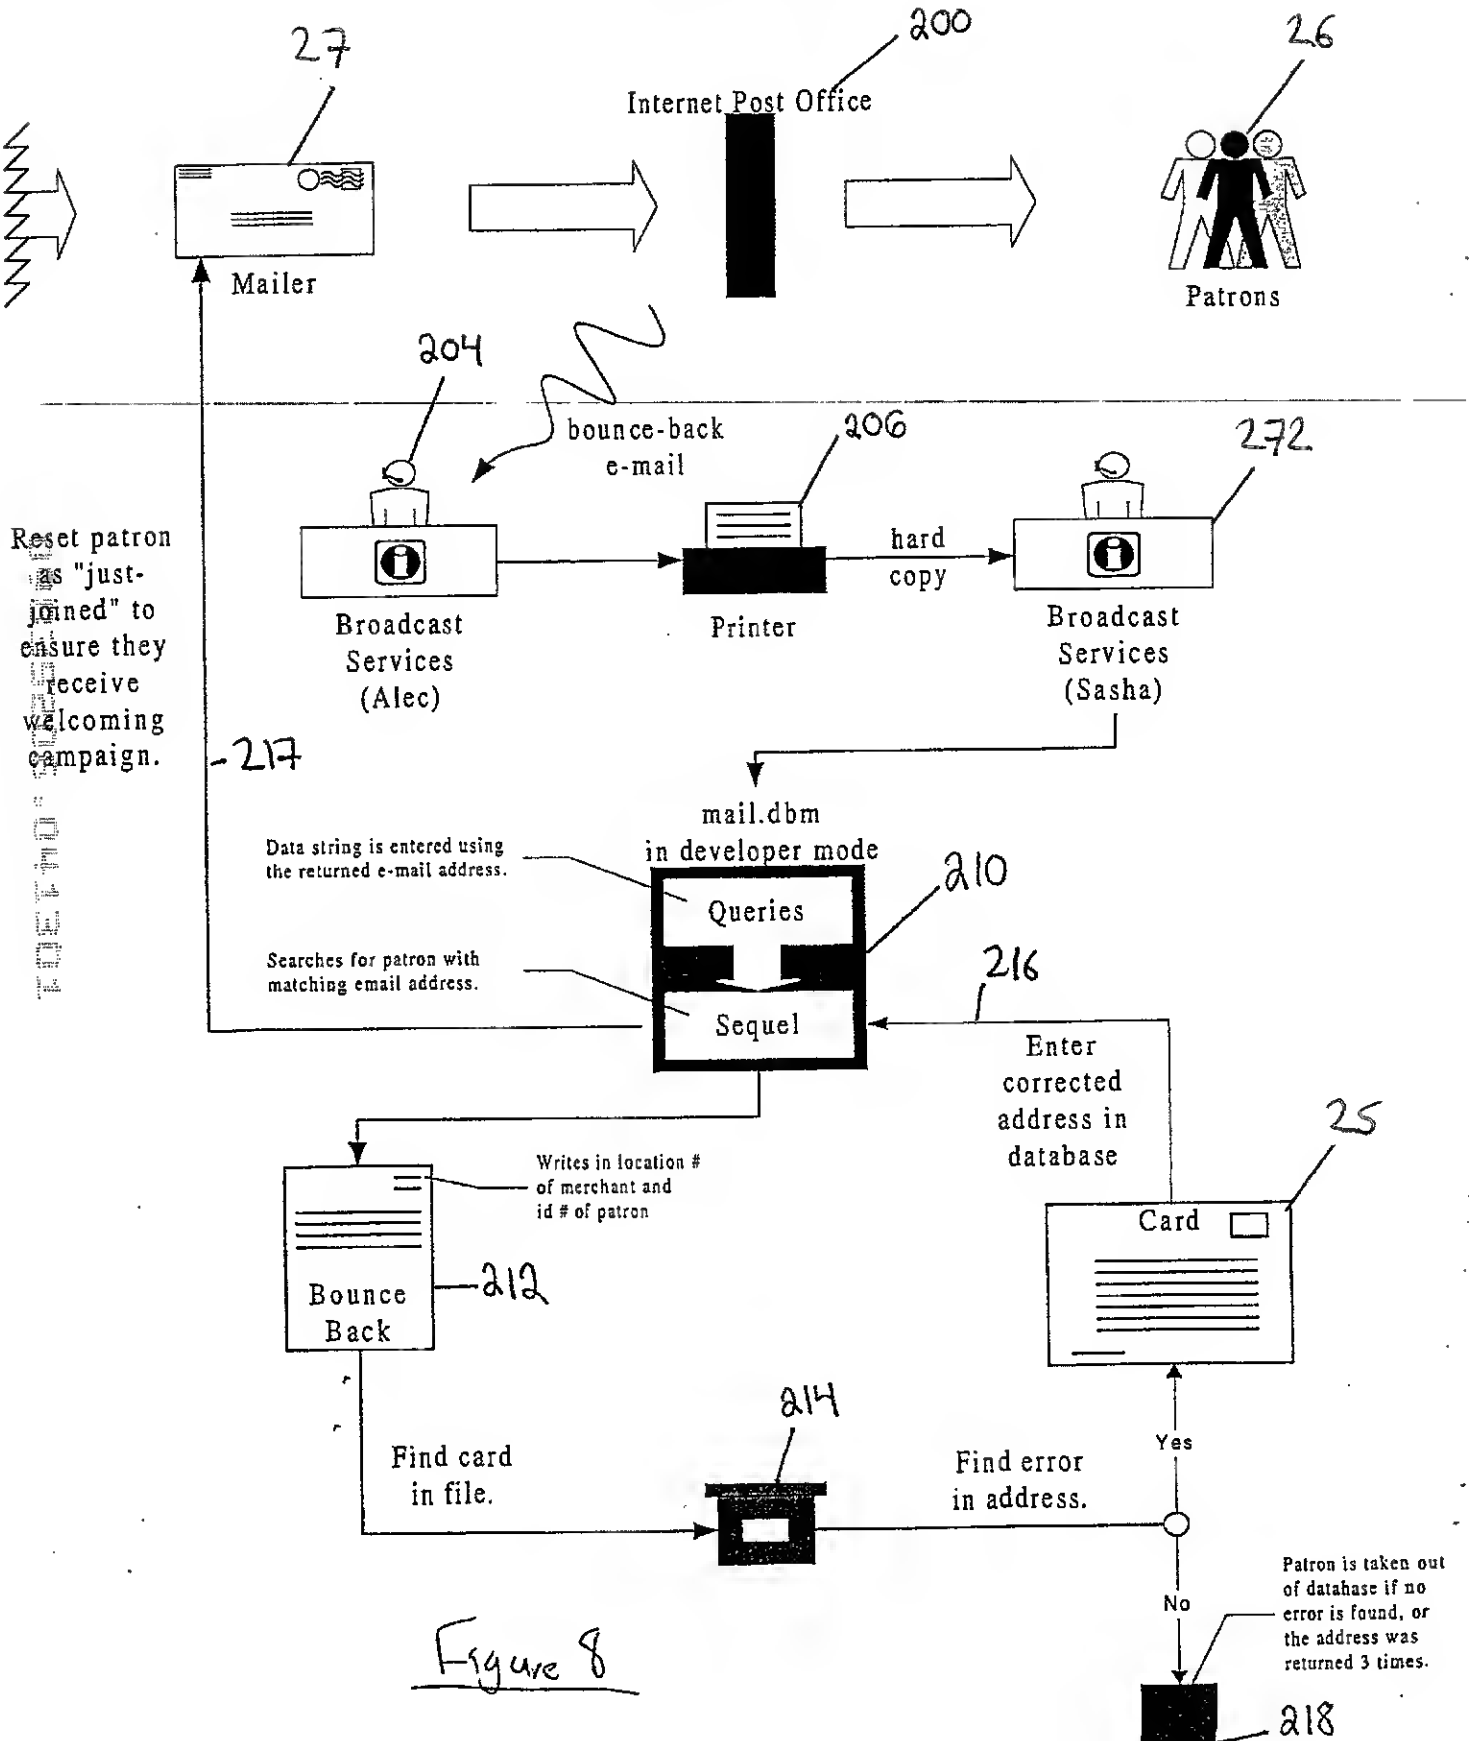 27
200
26
Internet Post Office
Mailer
Patrons
204
bounce-back
e-mail
206
272
hard
copy
Reset patron
as "just-
joined" to
ensure they
receive
welcoming
campaign.
Broadcast
Services
(Alec)
Printer
Broadcast
Services
(Sasha)
217
mail.dbm
in developer mode
Data string is entered using
the returned e-mail address.
Queries
210
Searches for patron with
matching email address.
Sequel
216
Enter
corrected
address in
database
25
Writes in location #
of merchant and
id # of patron
Card
Bounce
Back
212
214
Find card
in file.
Find error
in address.
Yes
No
Patron is taken out
of database if no
error is found, or
the address was
returned 3 times.
Figure 8
218